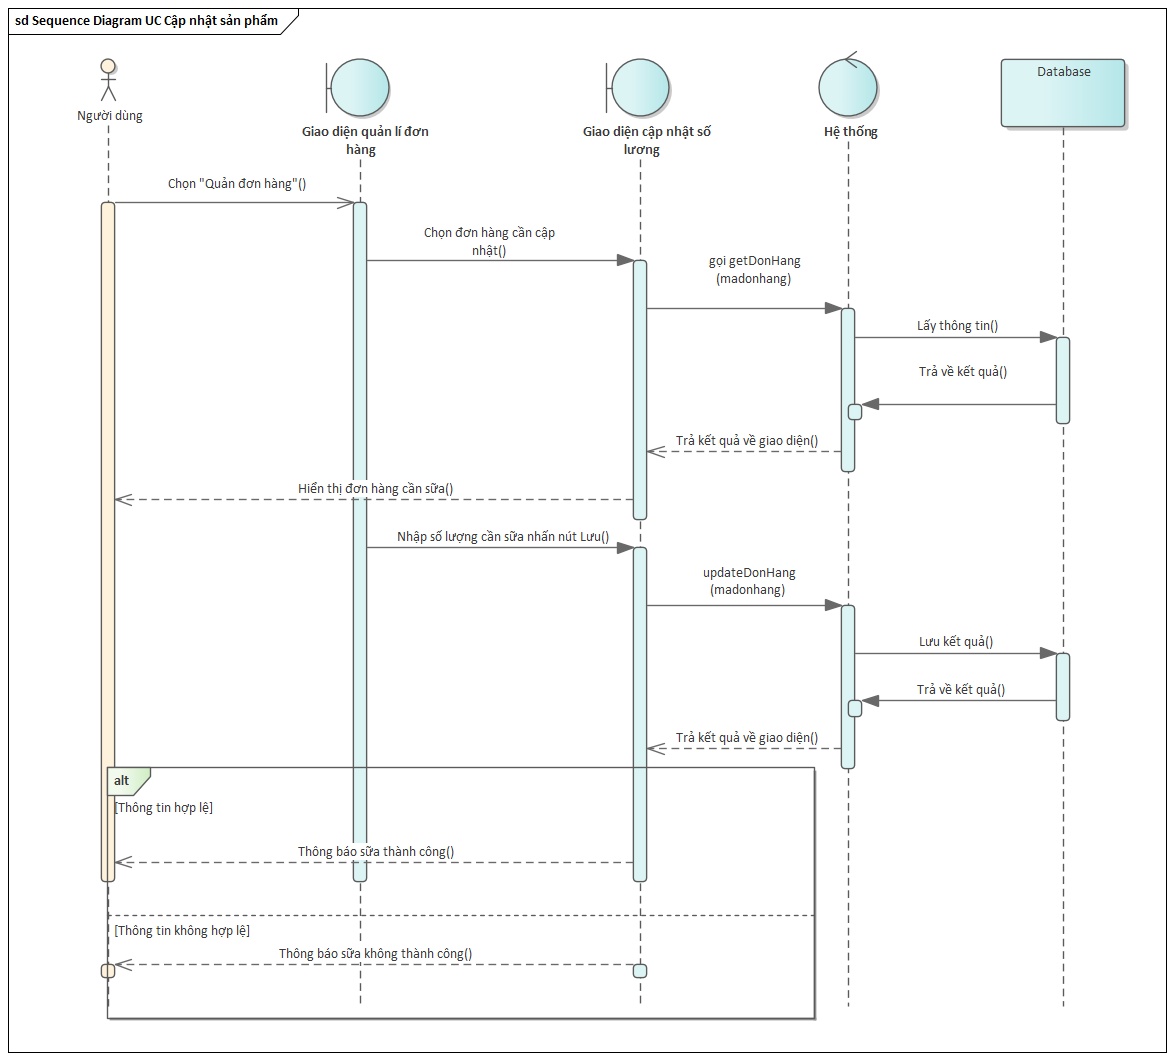 sd Sequence Diagram UC Cập nhật sản phẩm
Người dùng
Giao diện quản lí đơn
hàng
Giao diện cập nhật số
lương
Hệ thống
Database
Chọn "Quản đơn hàng"()
Chọn đơn hàng cần cập
nhật()
gọi getDonHang
(madonhang)
Lấy thông tin()
Trả về kết quả()
Trả kết quả về giao diện()
Hiển thị đơn hàng cần sữa()
Nhập số lượng cần sữa nhấn nút Lưu()
updateDonHang
(madonhang)
Lưu kết quả()
Trả về kết quả()
Trả kết quả về giao diện()
alt
[Thông tin hợp lệ]
Thông báo sữa thành công()
[Thông tin không hợp lệ]
Thông báo sữa không thành công()